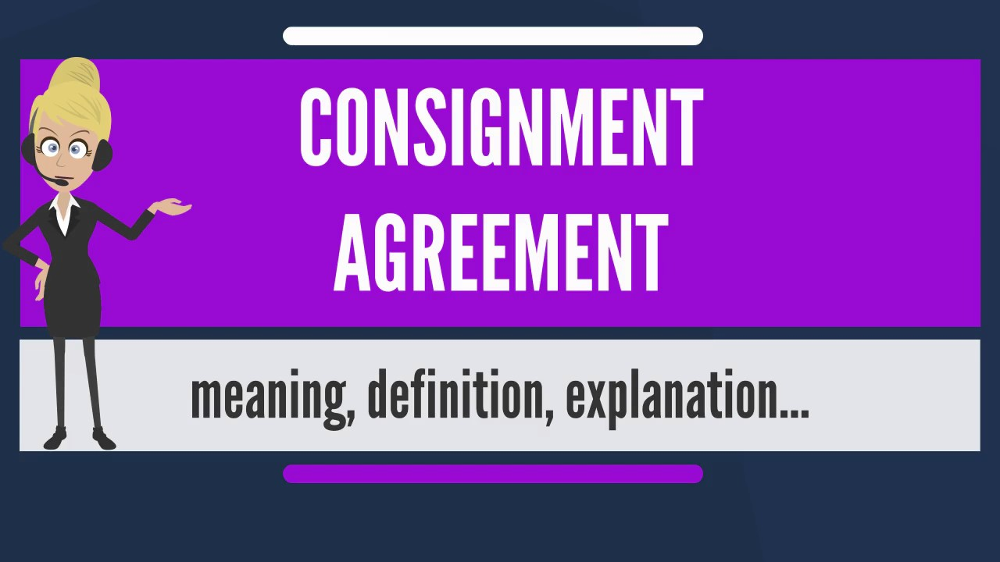 CONSIGNMENT
AGREEMENT
meaning, definition, explanation...